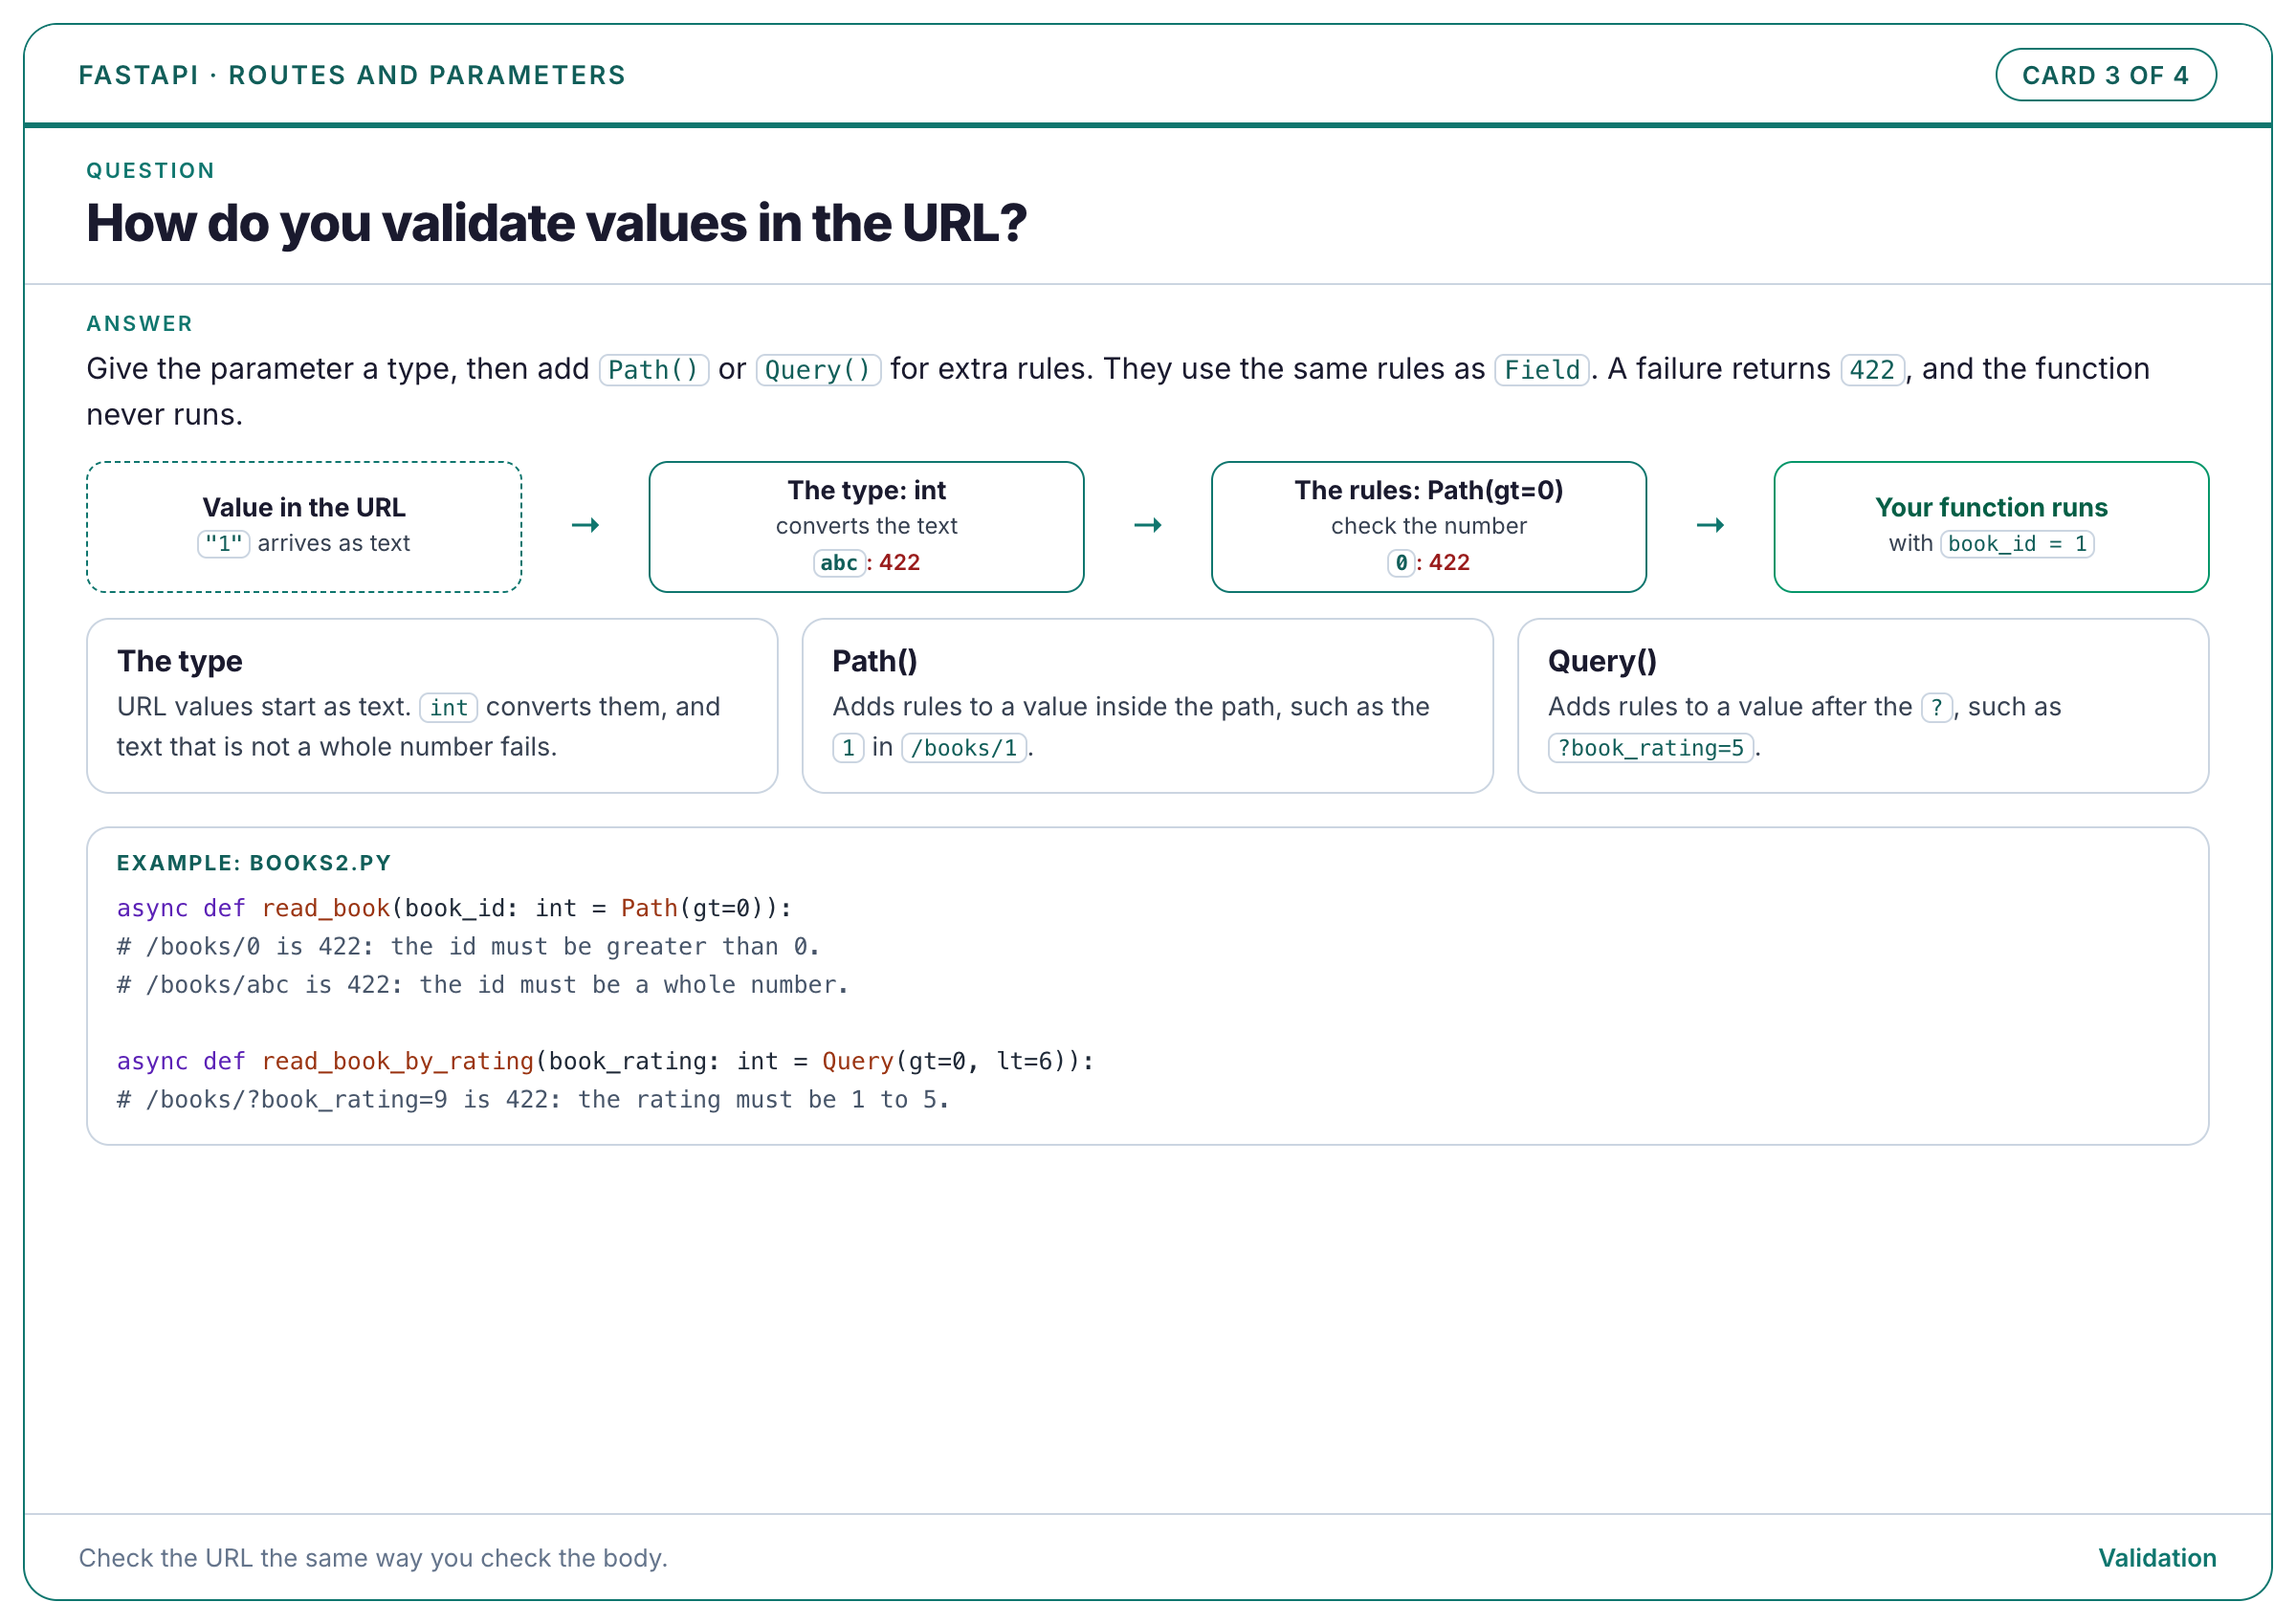 FASTAPI · ROUTES AND PARAMETERS
CARD 3 OF 4
QUESTION
How do you validate values in the URL?
ANSWER
Give the parameter a type, then add Path() or Query() for extra rules. They use the same rules as Field. A failure returns 422, and the function
never runs.
Value in the URL
"1" arrives as text
→
The type: int
converts the text
abc: 422
→
The rules: Path(gt=0)
check the number
0: 422
→
Your function runs
with book_id = 1
The type
URL values start as text. int converts them, and
text that is not a whole number fails.
Path()
Adds rules to a value inside the path, such as the
1 in /books/1.
Query()
Adds rules to a value after the ?, such as
?book_rating=5.
EXAMPLE: BOOKS2.PY
async def read_book(book_id: int = Path(gt=0)):
# /books/0 is 422: the id must be greater than 0.
# /books/abc is 422: the id must be a whole number.
async def read_book_by_rating(book_rating: int = Query(gt=0, lt=6)):
# /books/?book_rating=9 is 422: the rating must be 1 to 5.
Check the URL the same way you check the body.
Validation